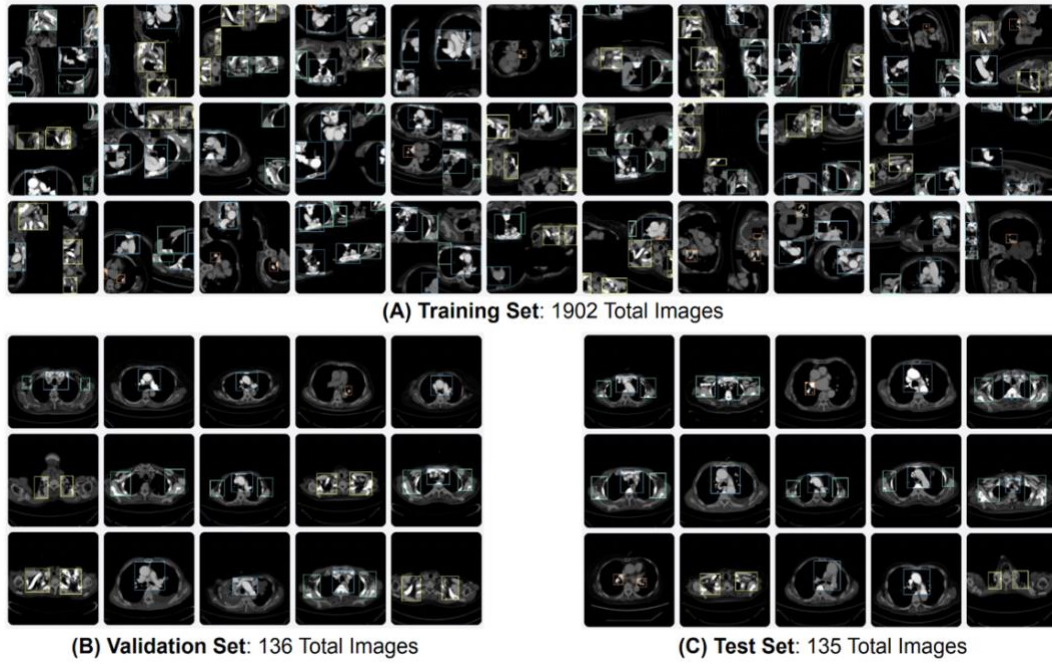 (A) Training Set: 1902 Total Images
(B) Validation Set: 136 Total Images
(C) Test Set: 135 Total Images